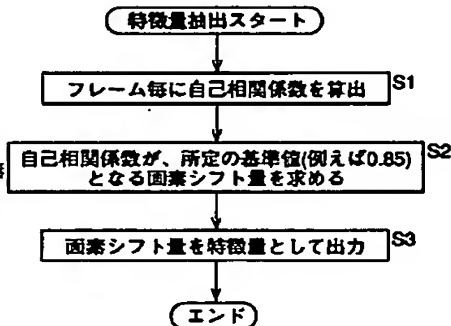 特徴量抽出スタート
フレーム毎に自己相関係数を算出
S1
自己相関係数が、所定の基準値(例えば0.85)
となる画素シフト量を求める
S2
画素シフト量を特徴量として出力
S3
エンド